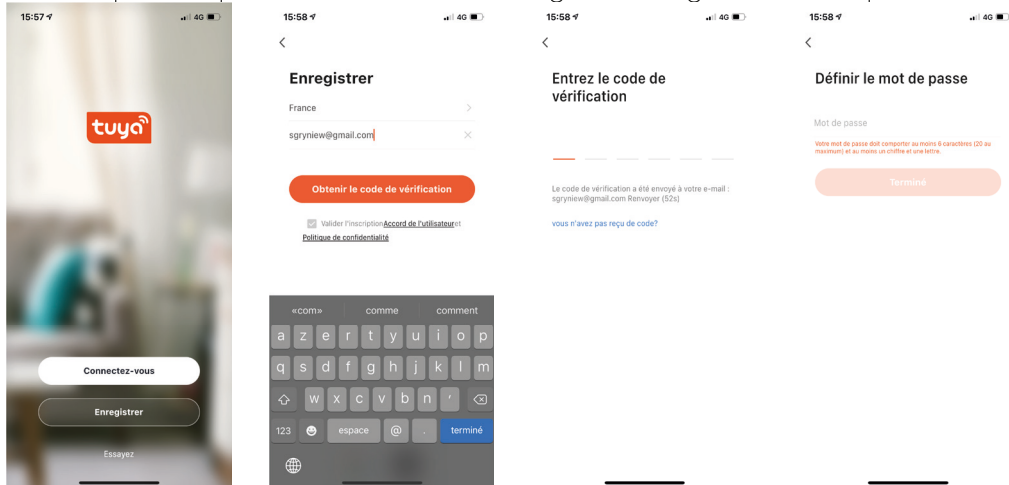 15:57
4G
tuya
Connectez-vous
Enregistrer
Essayez
15:58
4G
Enregistrer
France
sgryniew@gmail.com
Obtenir le code de vérification
Valider l'inscription Accord de l'utilisateur et
Politique de confidentialité
«com» comme comment
a z e r t y u i o p
q s d f g h j k l m
w x c v b n '
123 espace @ . terminé
15:58
4G
Entrez le code de
vérification
Le code de vérification a été envoyé à votre e-mail :
sgryniew@gmail.com Renvoyer (52s)
vous n'avez pas reçu de code?
15:58
4G
Définir le mot de passe
Mot de passe
Votre mot de passe doit comporter au moins 6 caractères (20 au
maximum) et au moins un chiffre et une lettre.
Terminé